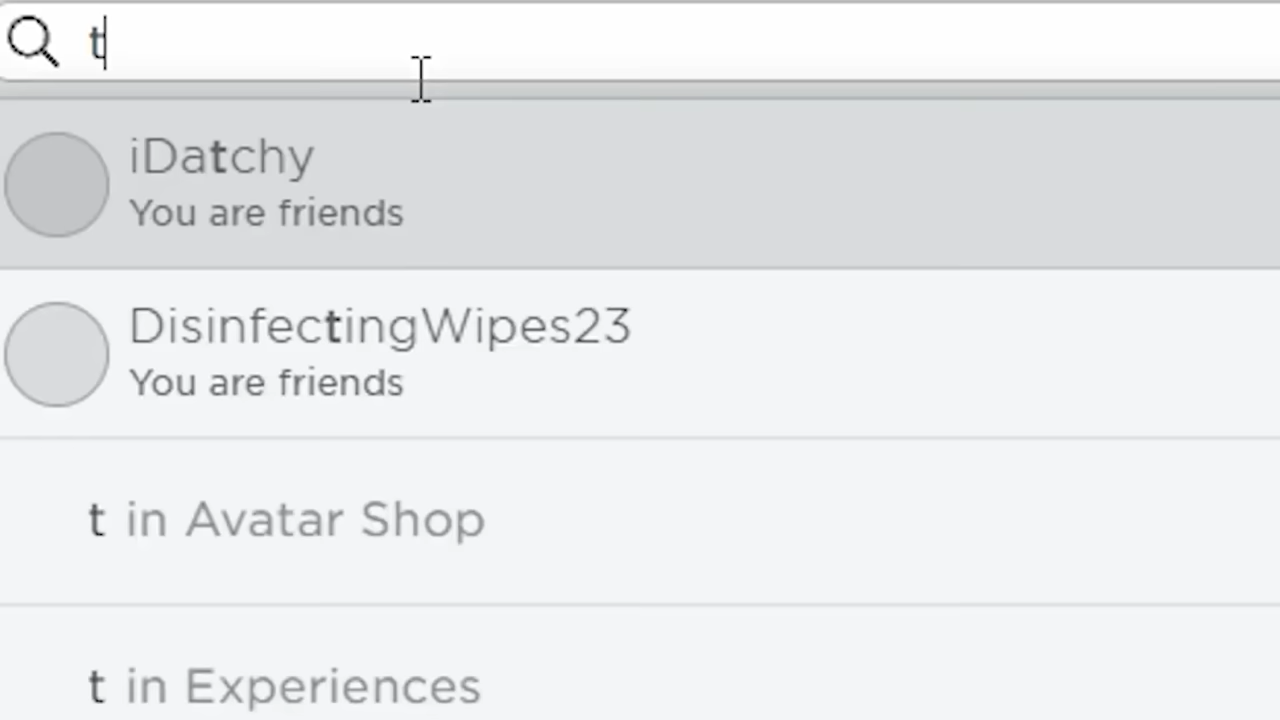 t
iDatchy
You are friends
DisinfectingWipes23
You are friends
t in Avatar Shop
t in Experiences